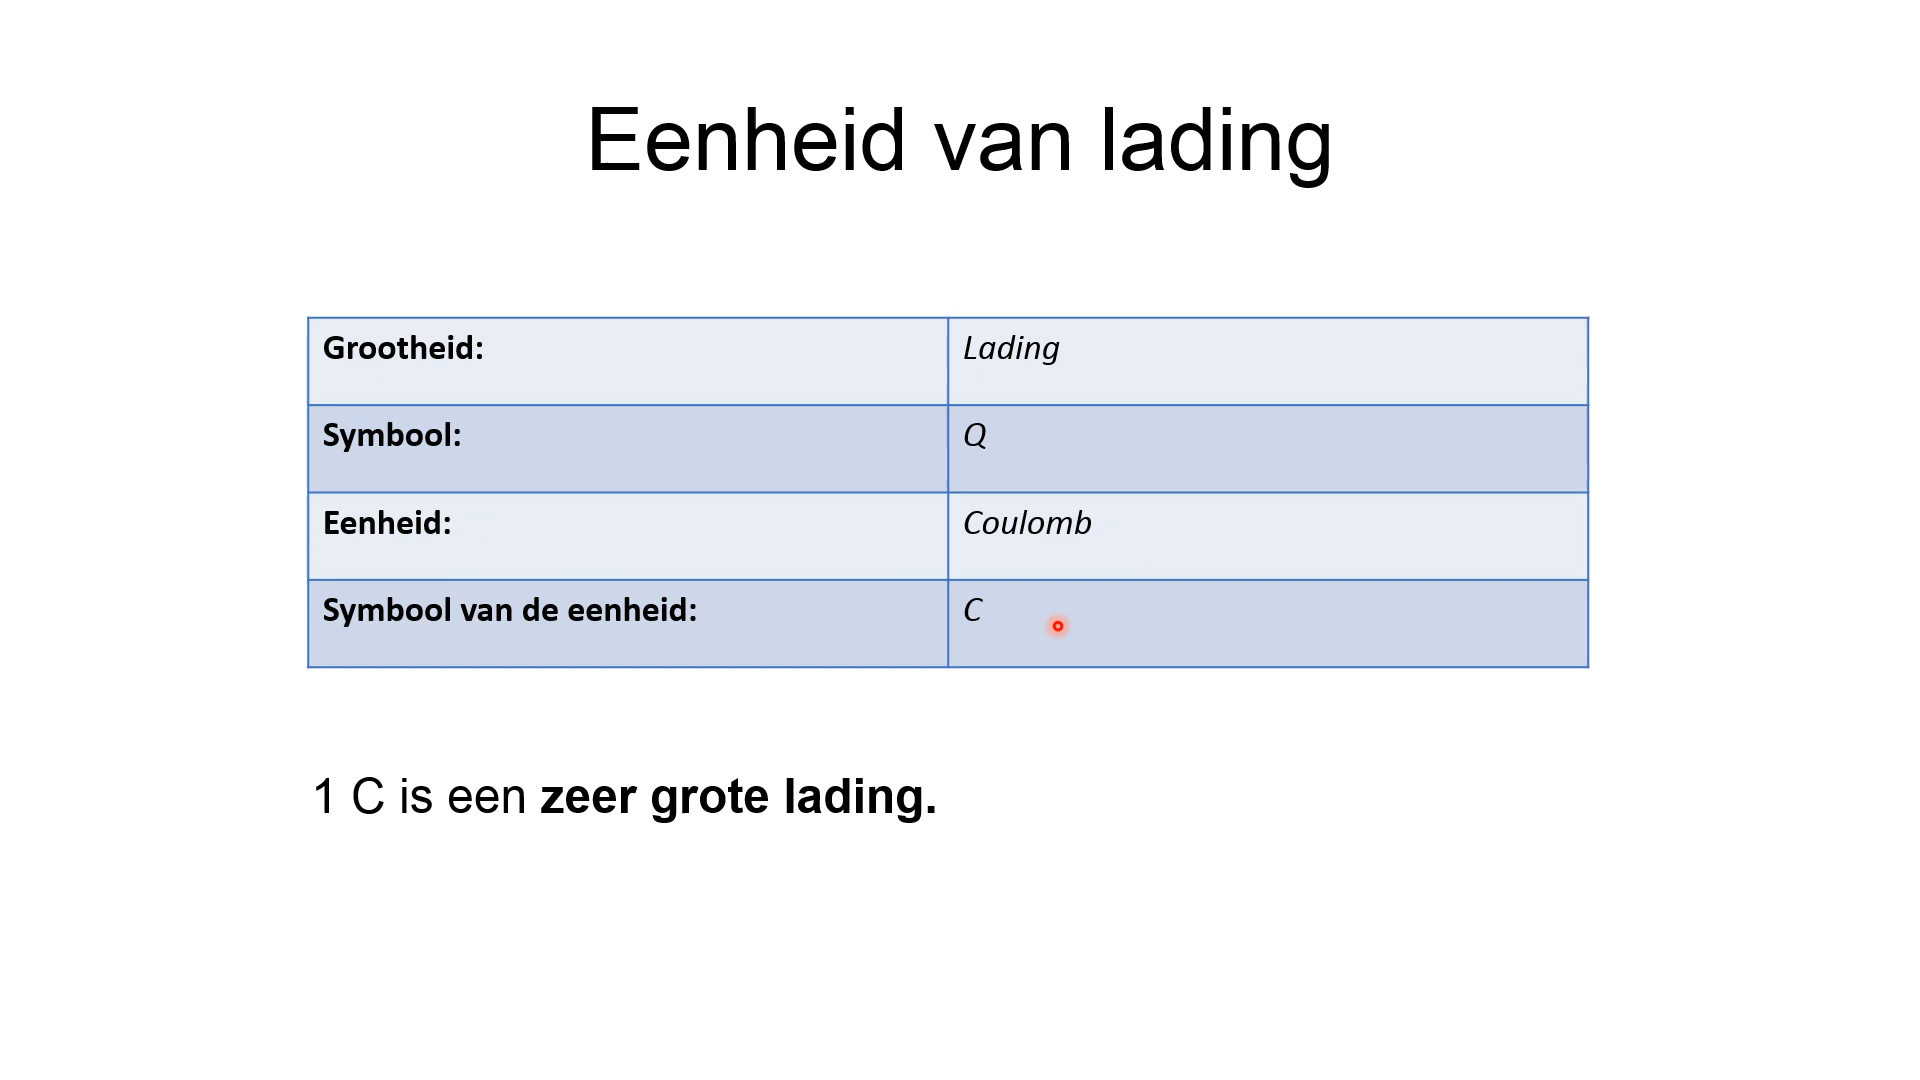 Eenheid van lading
Grootheid: Lading
Symbool: Q
Eenheid: Coulomb
Symbool van de eenheid: C
1 C is een zeer grote lading.